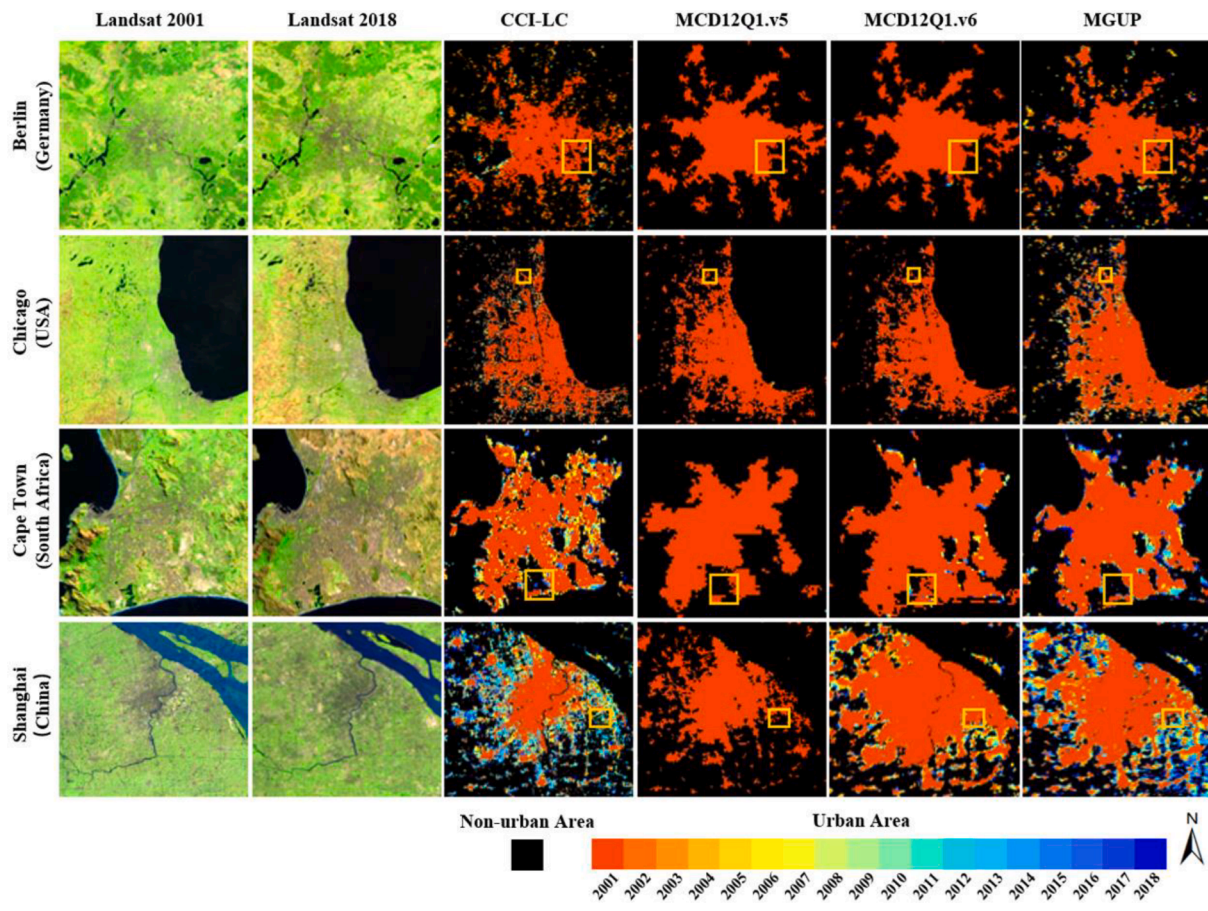 Landsat 2001 Landsat 2018 CCI-LC MCD12Q1.v5 MCD12Q1.v6 MGUP
Berlin
(Germany)
Chicago
(USA)
Cape Town
(South Africa)
Shanghai
(China)
Non-urban Area Urban Area N
2001 2002 2003 2004 2005 2006 2007 2008 2009 2010 2011 2012 2013 2014 2015 2016 2017 2018